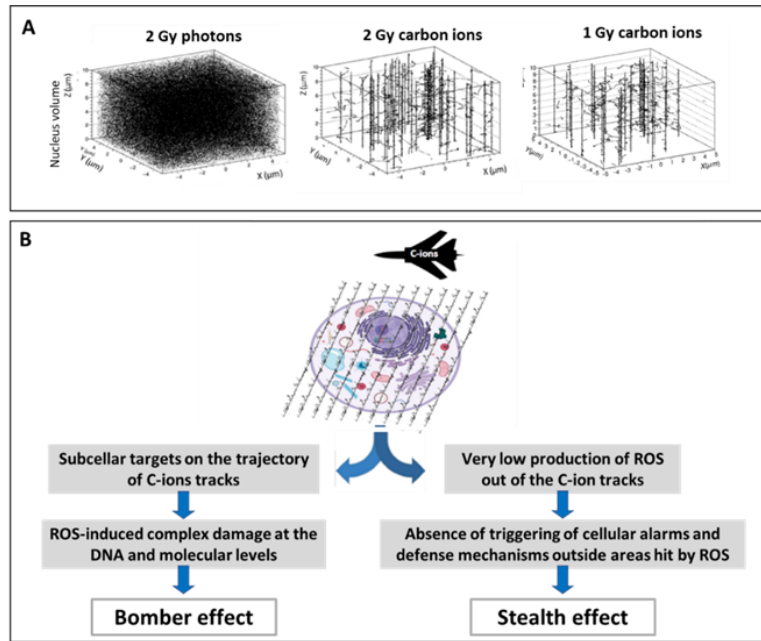 A
2 Gy photons
2 Gy carbon ions
1 Gy carbon ions
Nucleus volume
Z(μm)
Y (μm)
X (μm)
Z(μm)
Y (μm)
X (μm)
Z(μm)
Y(μm)
X(μm)
B
C-ions
Subcellar targets on the trajectory
of C-ions tracks
Very low production of ROS
out of the C-ion tracks
ROS-induced complex damage at the
DNA and molecular levels
Absence of triggering of cellular alarms and
defense mechanisms outside areas hit by ROS
Bomber effect
Stealth effect